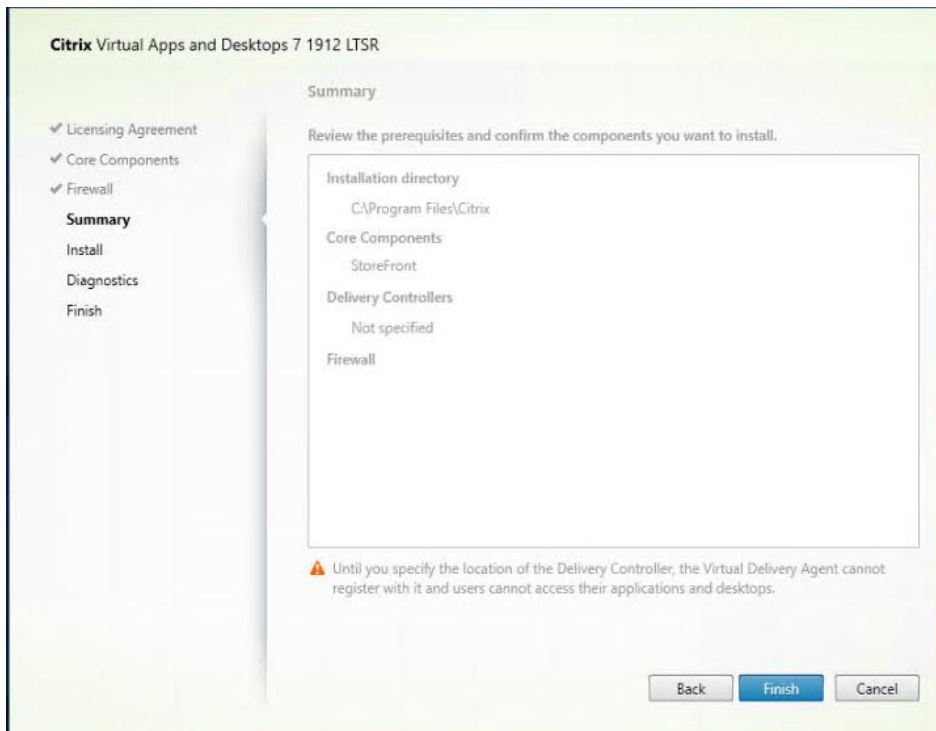 Citrix Virtual Apps and Desktops 7 1912 LTSR
Summary
Licensing Agreement
Core Components
Firewall
Summary
Install
Diagnostics
Finish
Review the prerequisites and confirm the components you want to install.
Installation directory
C:\Program Files\Citrix
Core Components
StoreFront
Delivery Controllers
Not specified
Firewall
Until you specify the location of the Delivery Controller, the Virtual Delivery Agent cannot
register with it and users cannot access their applications and desktops.
Back
Finish
Cancel